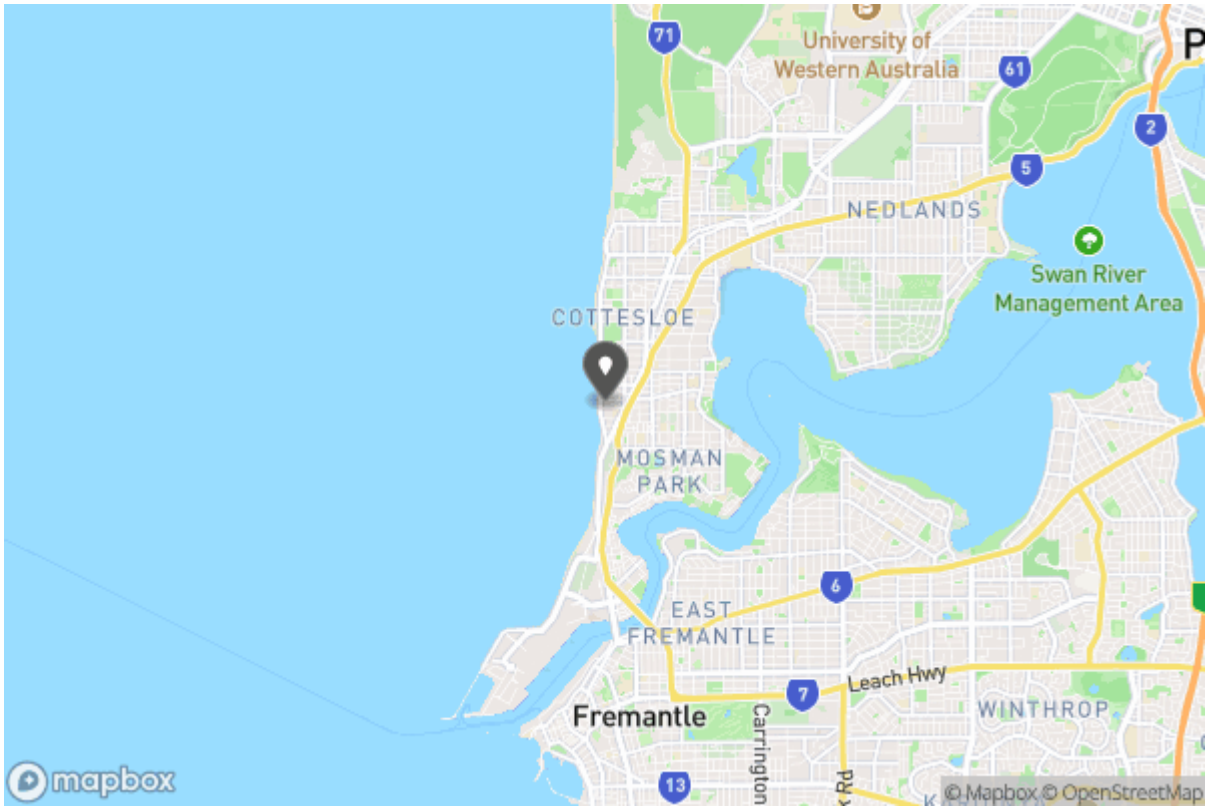 71
University of
Western Australia
61
P
2
5
NEDLANDS
Swan River
Management Area
COTTESLOE
MOSMAN
PARK
6
EAST
FREMANTLE
7
Leach Hwy
Fremantle
Carrington
WINTHROP
13
Rd
mapbox
© Mapbox © OpenStreetMap